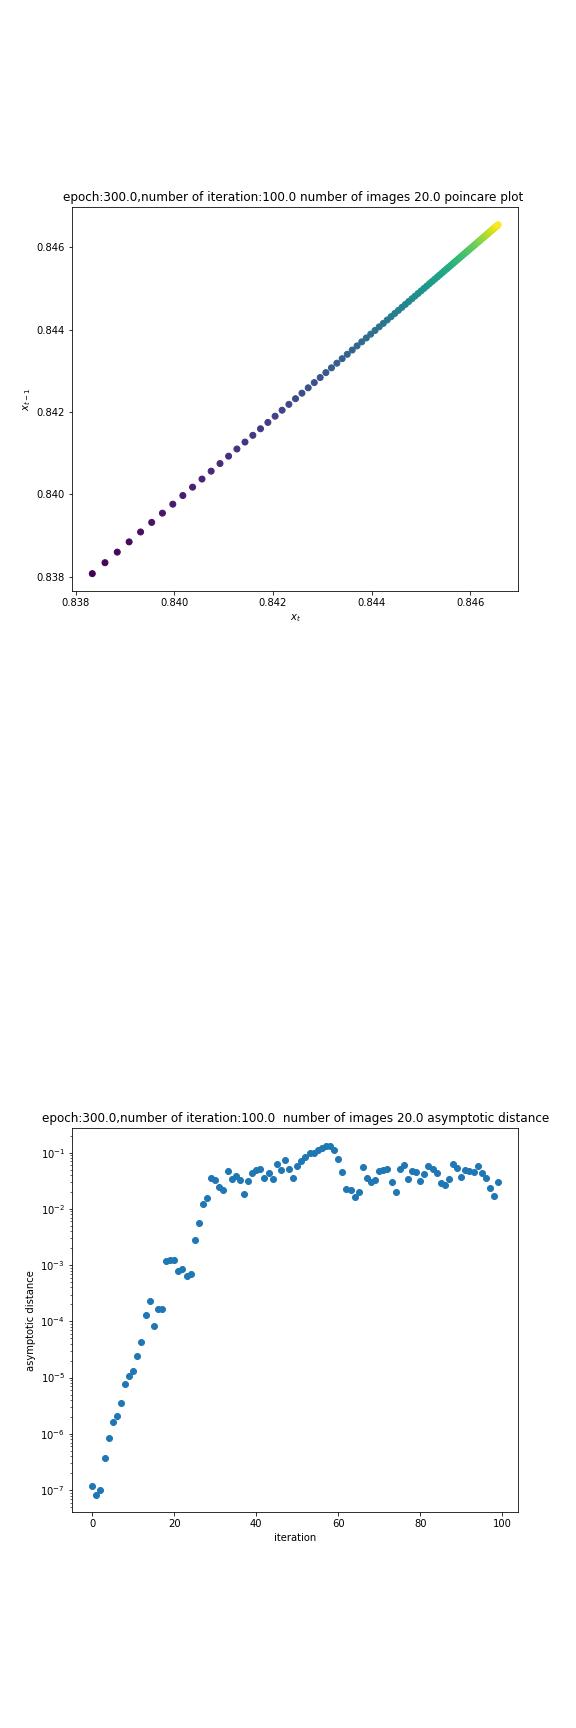 epoch:300.0,number of iteration:100.0 number of images 20.0 poincare plot
0.846
0.844
0.842
0.840
0.838
x_{t-1}
0.838 0.840 0.842 0.844 0.846
x_t
epoch:300.0,number of iteration:100.0  number of images 20.0 asymptotic distance
10^{-1}
10^{-2}
10^{-3}
10^{-4}
10^{-5}
10^{-6}
10^{-7}
asymptotic distance
0 20 40 60 80 100
iteration